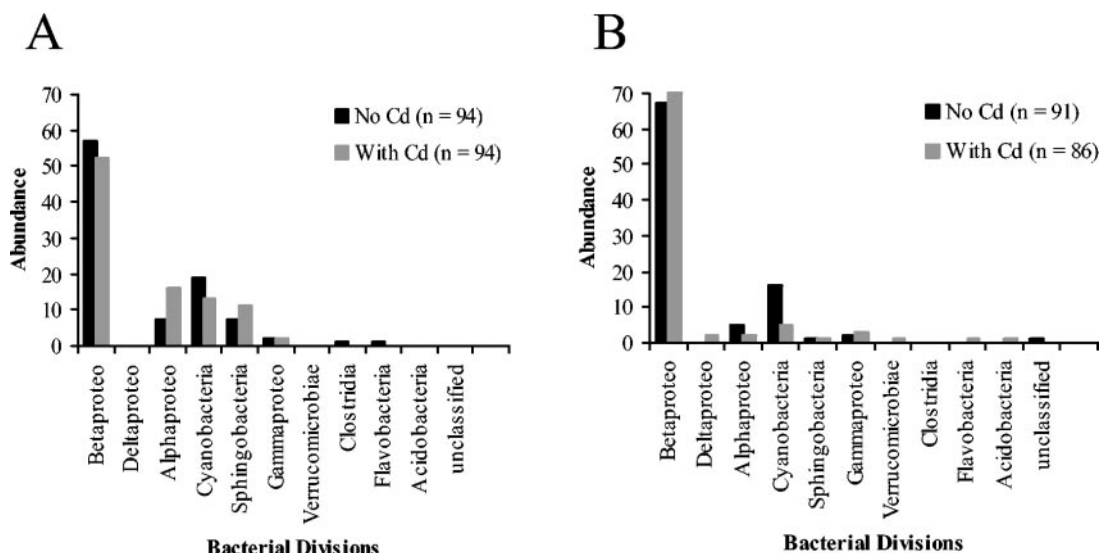 A
Abundance
70
60
50
40
30
20
10
0
No Cd (n = 94)
With Cd (n = 94)
Betaproteo
Deltaproteo
Alphaproteo
Cyanobacteria
Sphingobacteria
Gammaproteo
Verrucomicrobiae
Clostridia
Flavobacteria
Acidobacteria
unclassified
Bacterial Divisions
B
Abundance
70
60
50
40
30
20
10
0
No Cd (n = 91)
With Cd (n = 86)
Betaproteo
Deltaproteo
Alphaproteo
Cyanobacteria
Sphingobacteria
Gammaproteo
Verrucomicrobiae
Clostridia
Flavobacteria
Acidobacteria
unclassified
Bacterial Divisions